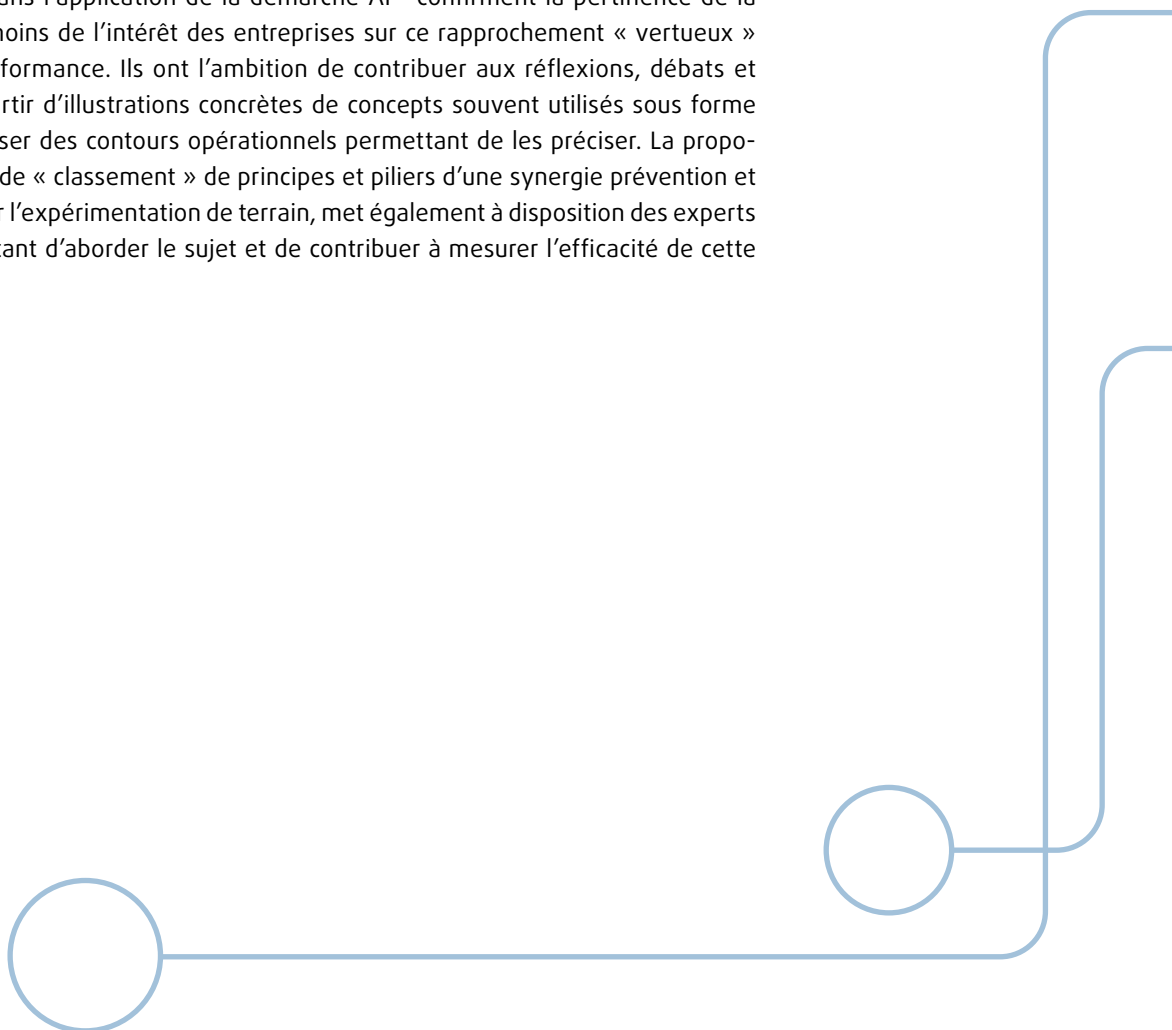 l'application de la démarche confirment la pertinence de la
de l'intérêt des entreprises sur ce rapprochement « vertueux »
formance. Ils ont l'ambition de contribuer aux réflexions, débats et
rtir d'illustrations concrètes de concepts souvent utilisés sous forme
ser des contours opérationnels permettant de les préciser. La propo-
de « classement » de principes et piliers d'une synergie prévention et
r l'expérimentation de terrain, met également à disposition des experts
ant d'aborder le sujet et de contribuer à mesurer l'efficacité de cette